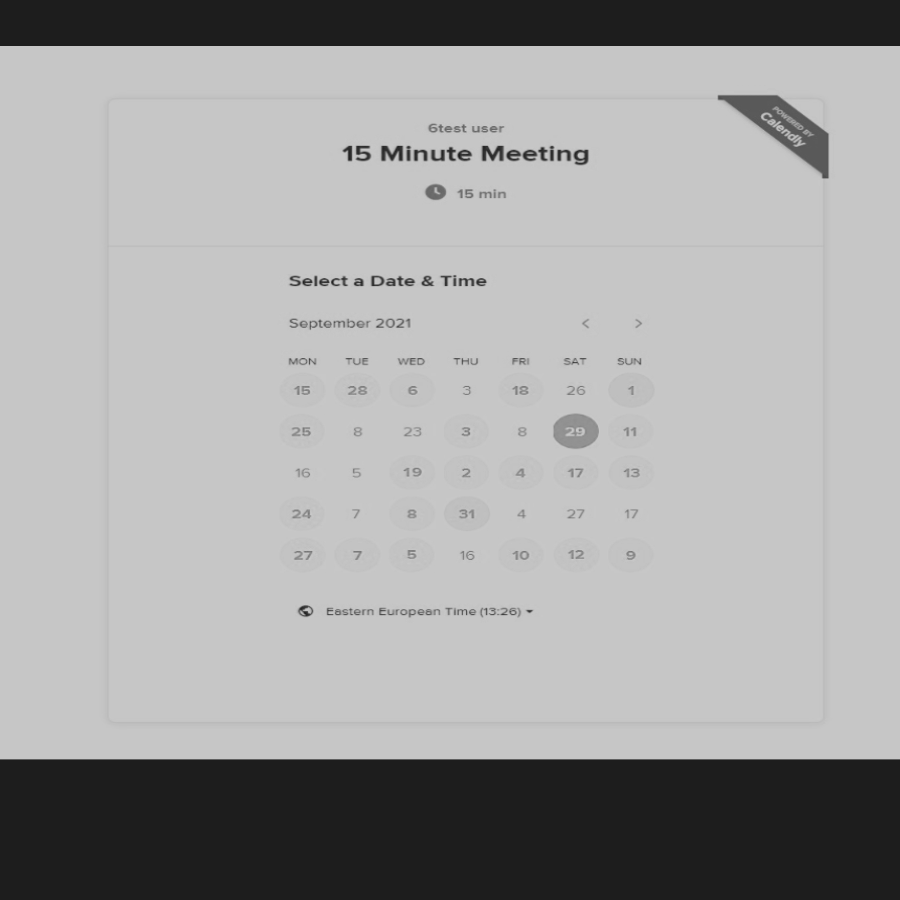 POWERED BY
Calendly
6test user
15 Minute Meeting
15 min
Select a Date & Time
September 2021 < >
MON TUE WED THU FRI SAT SUN
15 28 6 3 18 26 1
25 8 23 3 8 29 11
16 5 19 2 4 17 13
24 7 8 31 4 27 17
27 7 5 16 10 12 9
Eastern European Time (13:26)